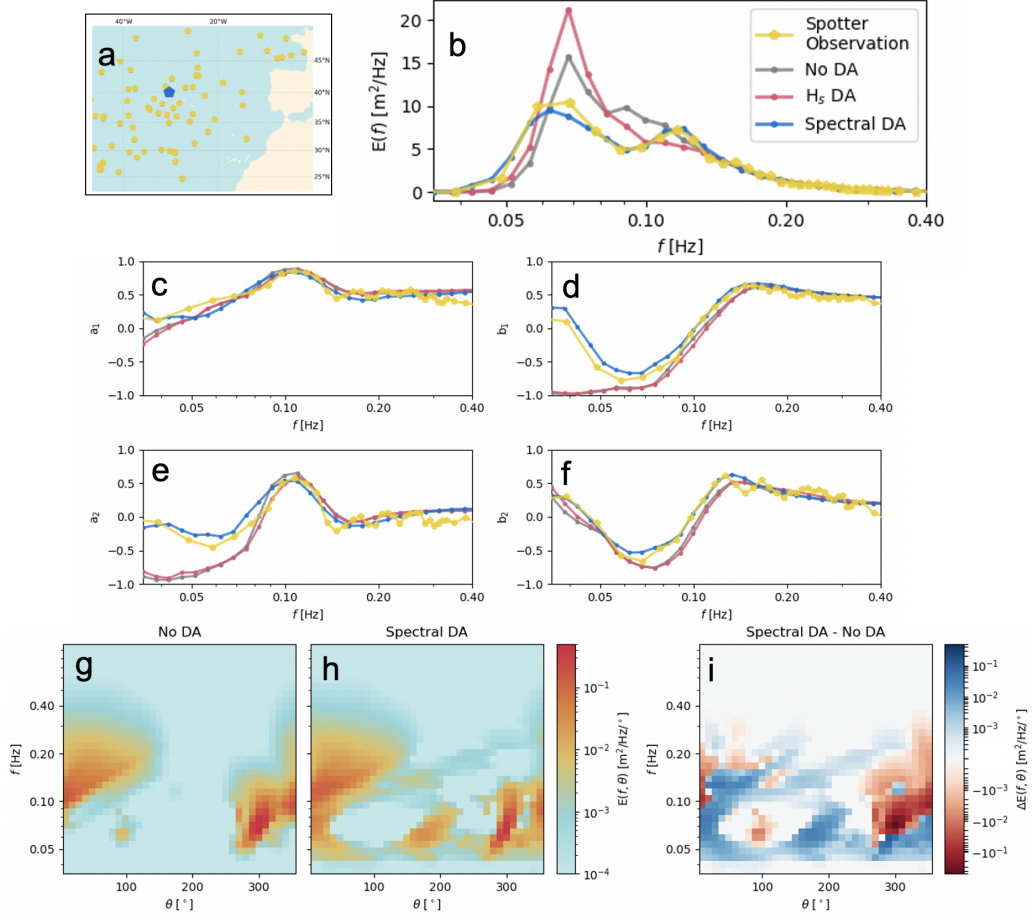 40°W 20°W
a
45°N
40°N
35°N
30°N
25°N
b
E(f) [m²/Hz]
20
15
10
5
0
0.05 0.10 0.20 0.40
f [Hz]
Spotter
Observation
No DA
Hₛ DA
Spectral DA
c
a₁
1.0
0.5
0.0
−0.5
−1.0
0.05 0.10 0.20 0.40
f [Hz]
d
b₁
1.0
0.5
0.0
−0.5
−1.0
0.05 0.10 0.20 0.40
f [Hz]
e
a₂
1.0
0.5
0.0
−0.5
−1.0
0.05 0.10 0.20 0.40
f [Hz]
f
b₂
1.0
0.5
0.0
−0.5
−1.0
0.05 0.10 0.20 0.40
f [Hz]
No DA
g
f [Hz]
0.40
0.20
0.10
0.05
100 300
θ [°]
Spectral DA
h
100 300
θ [°]
10⁻¹
10⁻²
10⁻³
10⁻⁴
E(f, θ) [m²/Hz/°]
Spectral DA - No DA
i
f [Hz]
0.40
0.20
0.10
0.05
100 300
θ [°]
10⁻¹
10⁻²
10⁻³
−10⁻³
−10⁻²
−10⁻¹
ΔE(f, θ) [m²/Hz/°]